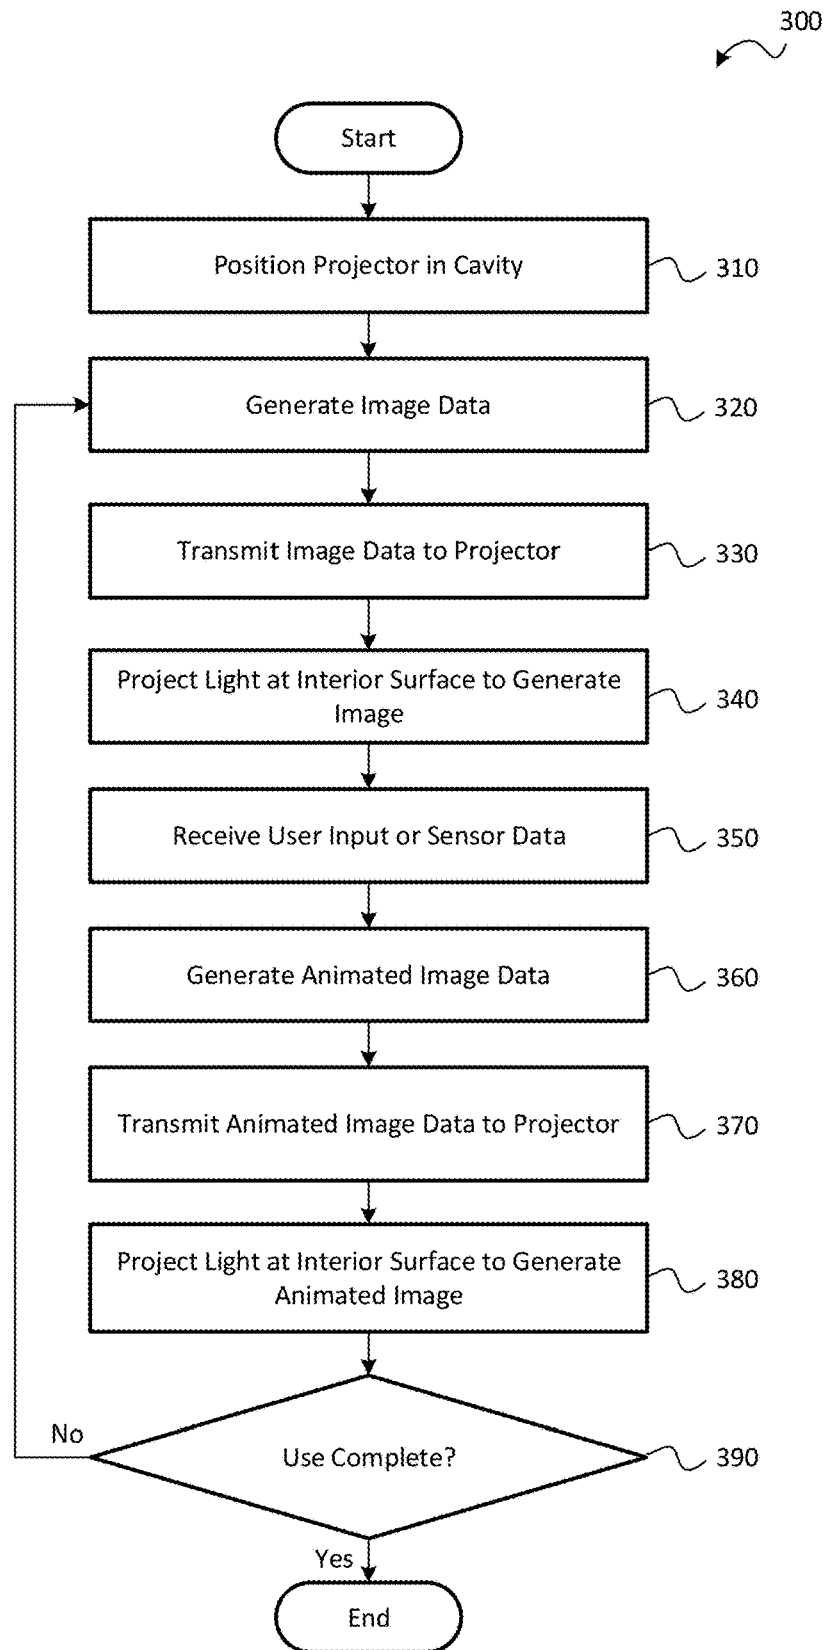 300
Start
Position Projector in Cavity
310
Generate Image Data
320
Transmit Image Data to Projector
330
Project Light at Interior Surface to Generate
Image
340
Receive User Input or Sensor Data
350
Generate Animated Image Data
360
Transmit Animated Image Data to Projector
370
Project Light at Interior Surface to Generate
Animated Image
380
No
Use Complete?
390
Yes
End